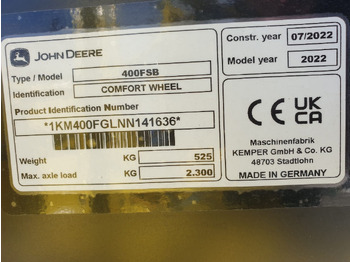 JOHN DEERE
Constr. year 07/2022
Model year 2022
Type / Model 400FSB
Identification COMFORT WHEEL
Product Identification Number
*1KM400FGLNN141636*
Weight KG 525
Max. axle load KG 2.300
CE UK CA
Maschinenfabrik
KEMPER GmbH & Co. KG
48703 Stadtlohn
MADE IN GERMANY